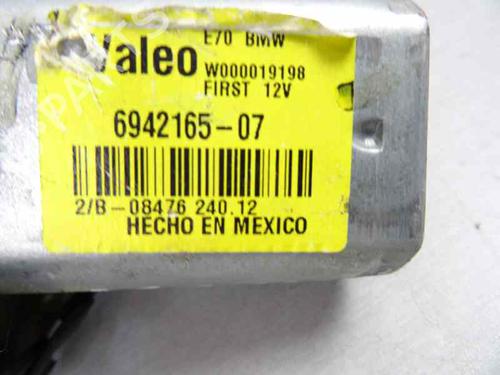 E70 BMW
Valeo
W000019198
FIRST 12V
6942165-07
2/B-08476 240.12
HECHO EN MEXICO